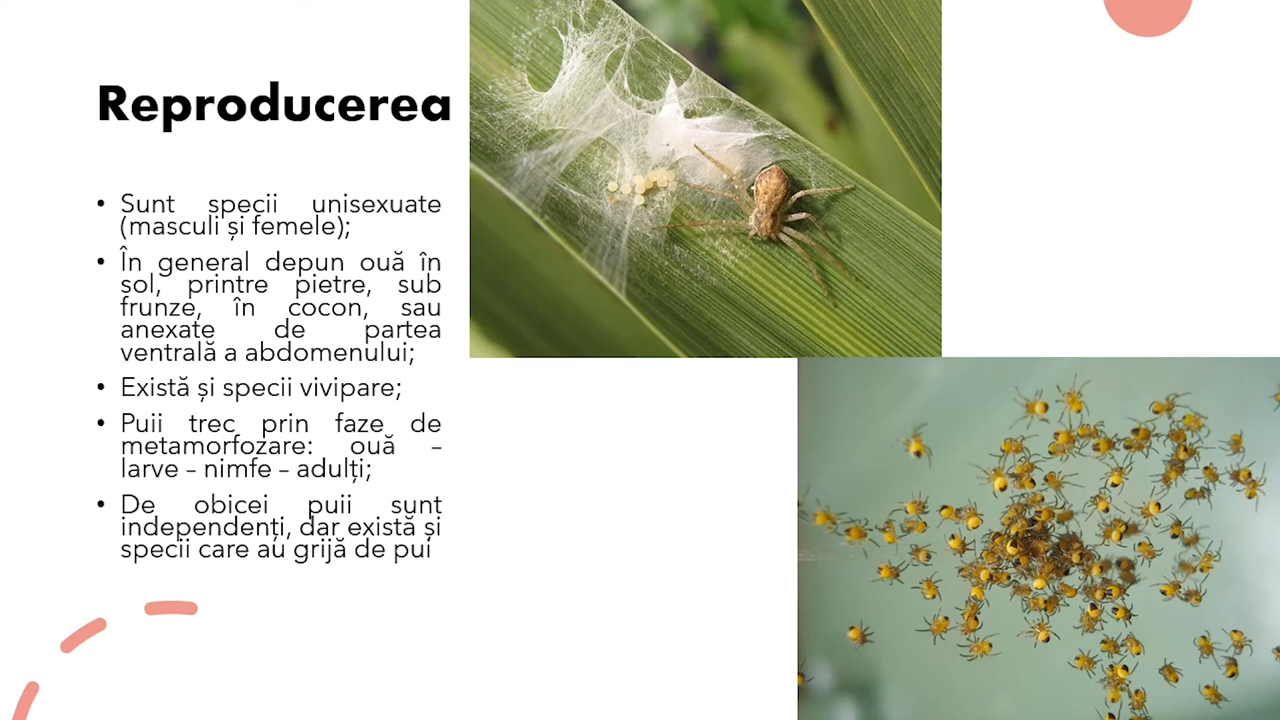 Reproducerea
• Sunt specii unisexuate
(masculi și femele);
• În general depun ouă în
sol, printre pietre, sub
frunze, în cocon, sau
anexate de partea
ventrală a abdomenului;
• Există și specii vivipare;
• Puii trec prin faze de
metamorfozare: ouă –
larve – nimfe – adulți;
• De obicei puii sunt
independenți, dar există și
specii care au grijă de pui